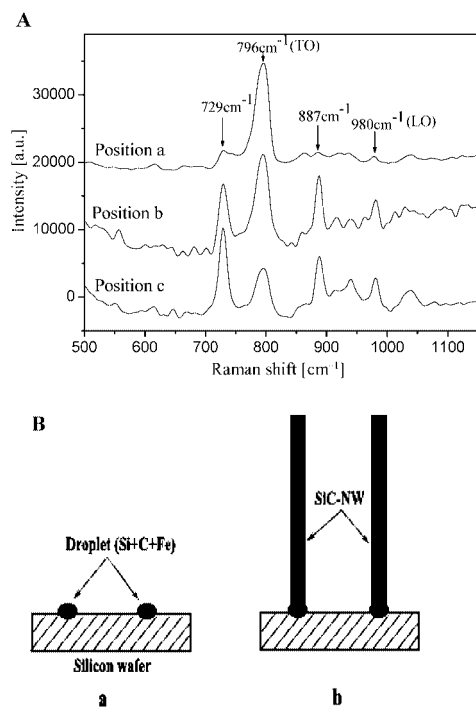 A
796cm⁻¹(TO)
729cm⁻¹
887cm⁻¹
980cm⁻¹(LO)
30000
20000
10000
0
intensity [a.u.]
Position a
Position b
Position c
500 600 700 800 900 1000 1100
Raman shift [cm⁻¹]
B
Droplet (Si+C+Fe)
SiC-NW
Silicon wafer
a b